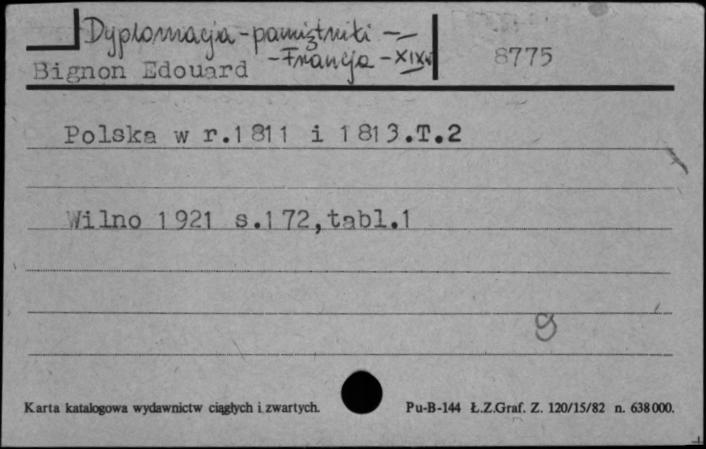 Dyplomacja - pamiętniki -
- Francja - XIXw
8775
Bignon Edouard
Polska w r.1811 i 1813.T.2
Wilno 1921 s.172,tabl.1
g
Karta katalogowa wydawnictw ciągłych i zwartych.
Pu-B-144 Ł.Z.Graf. Z. 120/15/82 n. 638000.